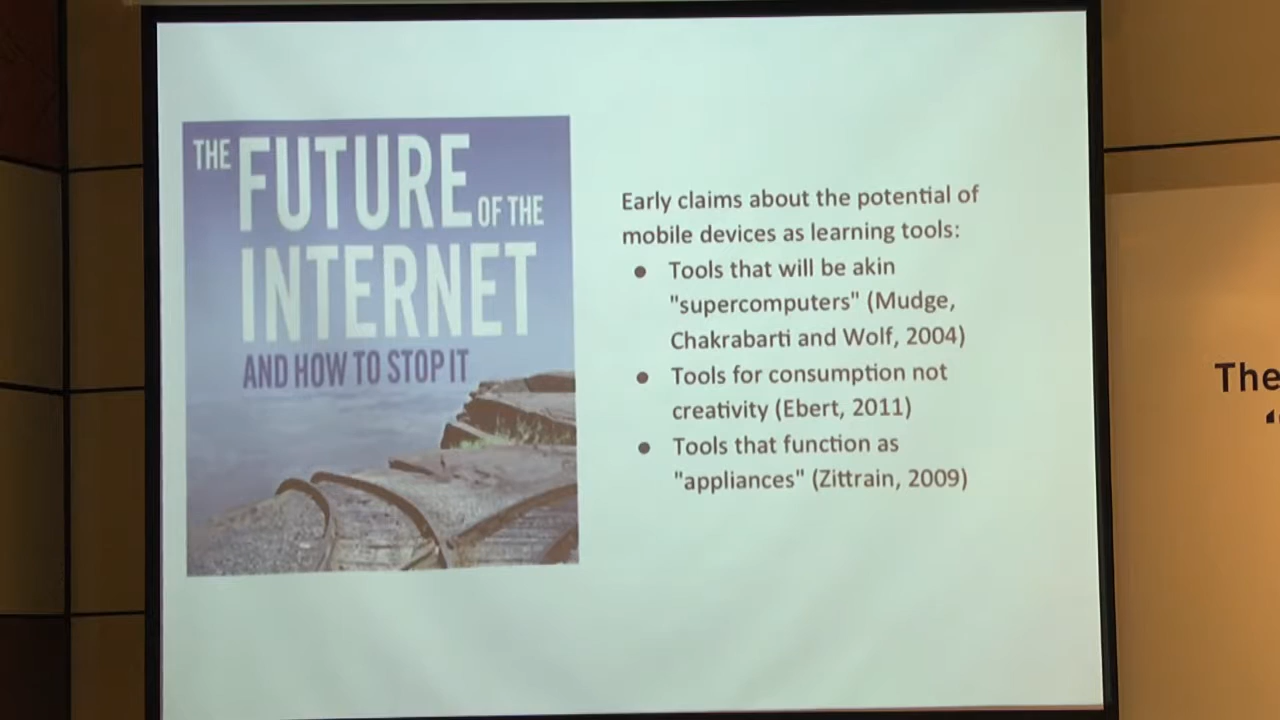 THE FUTURE OF THE
INTERNET
AND HOW TO STOP IT
Early claims about the potential of
mobile devices as learning tools:
● Tools that will be akin
"supercomputers" (Mudge,
Chakrabarti and Wolf, 2004)
● Tools for consumption not
creativity (Ebert, 2011)
● Tools that function as
"appliances" (Zittrain, 2009)
The